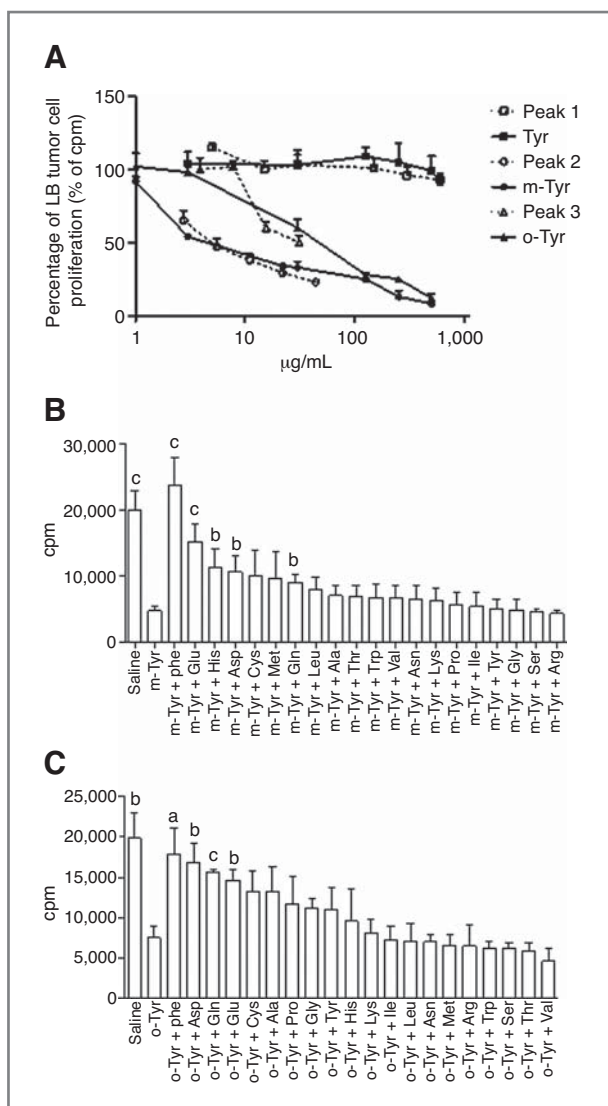 A
Percentage of LB tumor cell
proliferation (% of cpm)
150
100
50
0
1
10
100
1,000
μg/mL
Peak 1
Tyr
Peak 2
m-Tyr
Peak 3
o-Tyr
B
cpm
30,000
20,000
10,000
0
c
c
c
b
b
b
Saline
m-Tyr
m-Tyr + phe
m-Tyr + Glu
m-Tyr + His
m-Tyr + Asp
m-Tyr + Cys
m-Tyr + Met
m-Tyr + Gln
m-Tyr + Leu
m-Tyr + Ala
m-Tyr + Thr
m-Tyr + Trp
m-Tyr + Val
m-Tyr + Asn
m-Tyr + Lys
m-Tyr + Pro
m-Tyr + Ile
m-Tyr + Tyr
m-Tyr + Gly
m-Tyr + Ser
m-Tyr + Arg
C
cpm
25,000
20,000
15,000
10,000
5,000
0
b
a
b
c
b
Saline
o-Tyr
o-Tyr + phe
o-Tyr + Asp
o-Tyr + Gln
o-Tyr + Glu
o-Tyr + Cys
o-Tyr + Ala
o-Tyr + Pro
o-Tyr + Gly
o-Tyr + Tyr
o-Tyr + His
o-Tyr + Lys
o-Tyr + Ile
o-Tyr + Leu
o-Tyr + Asn
o-Tyr + Met
o-Tyr + Arg
o-Tyr + Trp
o-Tyr + Ser
o-Tyr + Thr
o-Tyr + Val